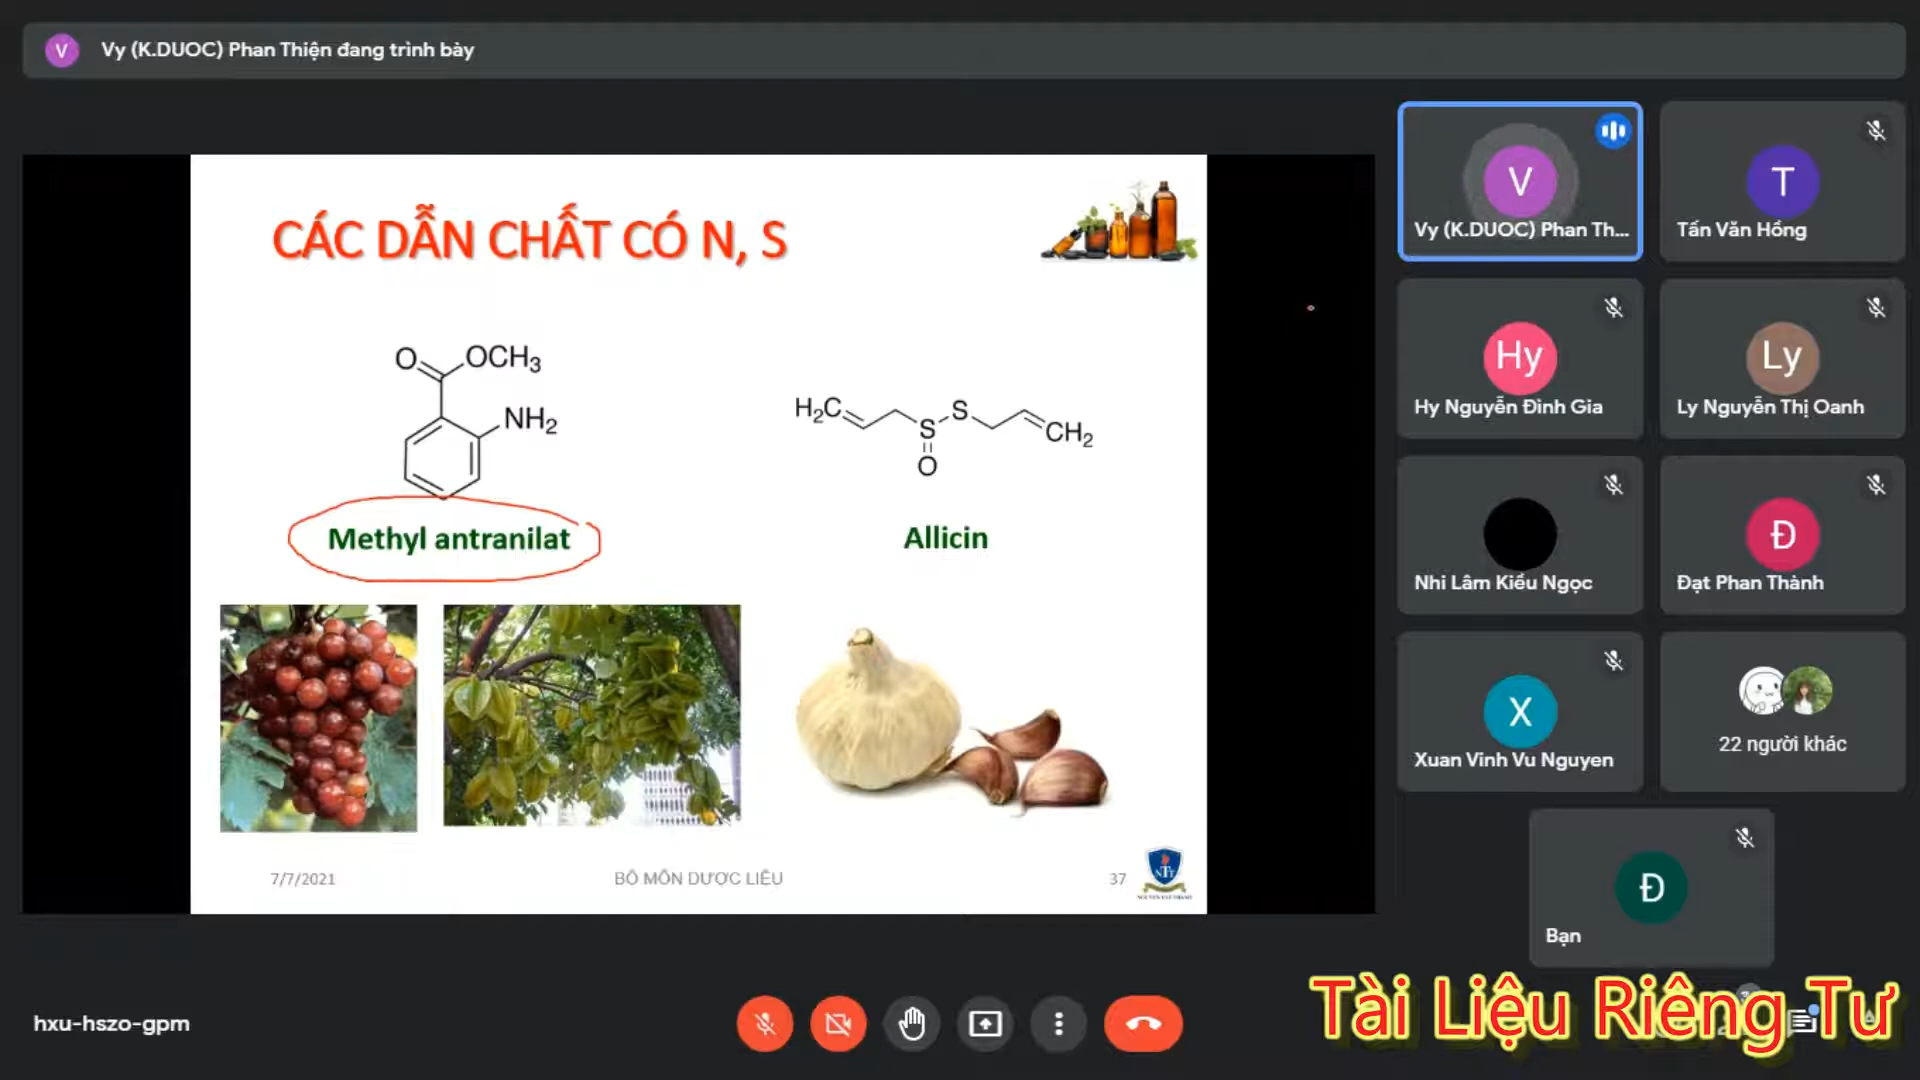 V
Vy (K.DUOC) Phan Thiện đang trình bày
CÁC DẪN CHẤT CÓ N, S
O
OCH3
NH2
H2C
S
S
O
CH2
Methyl antranilat
Allicin
7/7/2021
BỘ MÔN DƯỢC LIỆU
37
NTT
V
Vy (K.DUOC) Phan Th...
T
Tấn Văn Hồng
Hy
Hy Nguyễn Đình Gia
Ly
Ly Nguyễn Thị Oanh
Nhi Lâm Kiều Ngọc
Đ
Đạt Phan Thành
X
Xuan Vinh Vu Nguyen
22 người khác
Đ
Bạn
hxu-hszo-gpm
Tài Liệu Riêng Tư